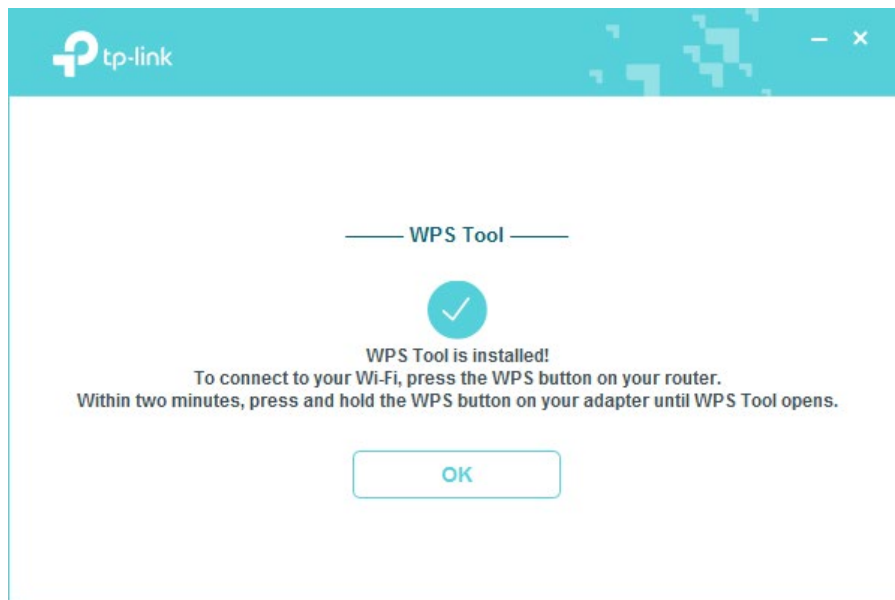 tp-link
WPS Tool
WPS Tool is installed!
To connect to your Wi-Fi, press the WPS button on your router.
Within two minutes, press and hold the WPS button on your adapter until WPS Tool opens.
OK